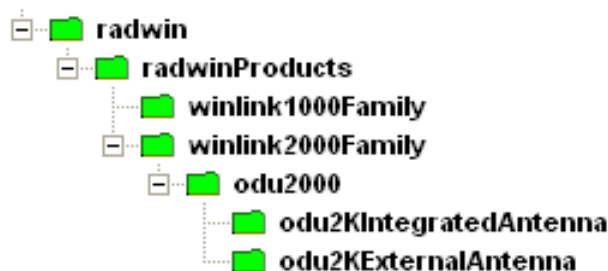 radwin
radwinProducts
winlink1000Family
winlink2000Family
odu2000
odu2KIntegratedAntenna
odu2KExternalAntenna